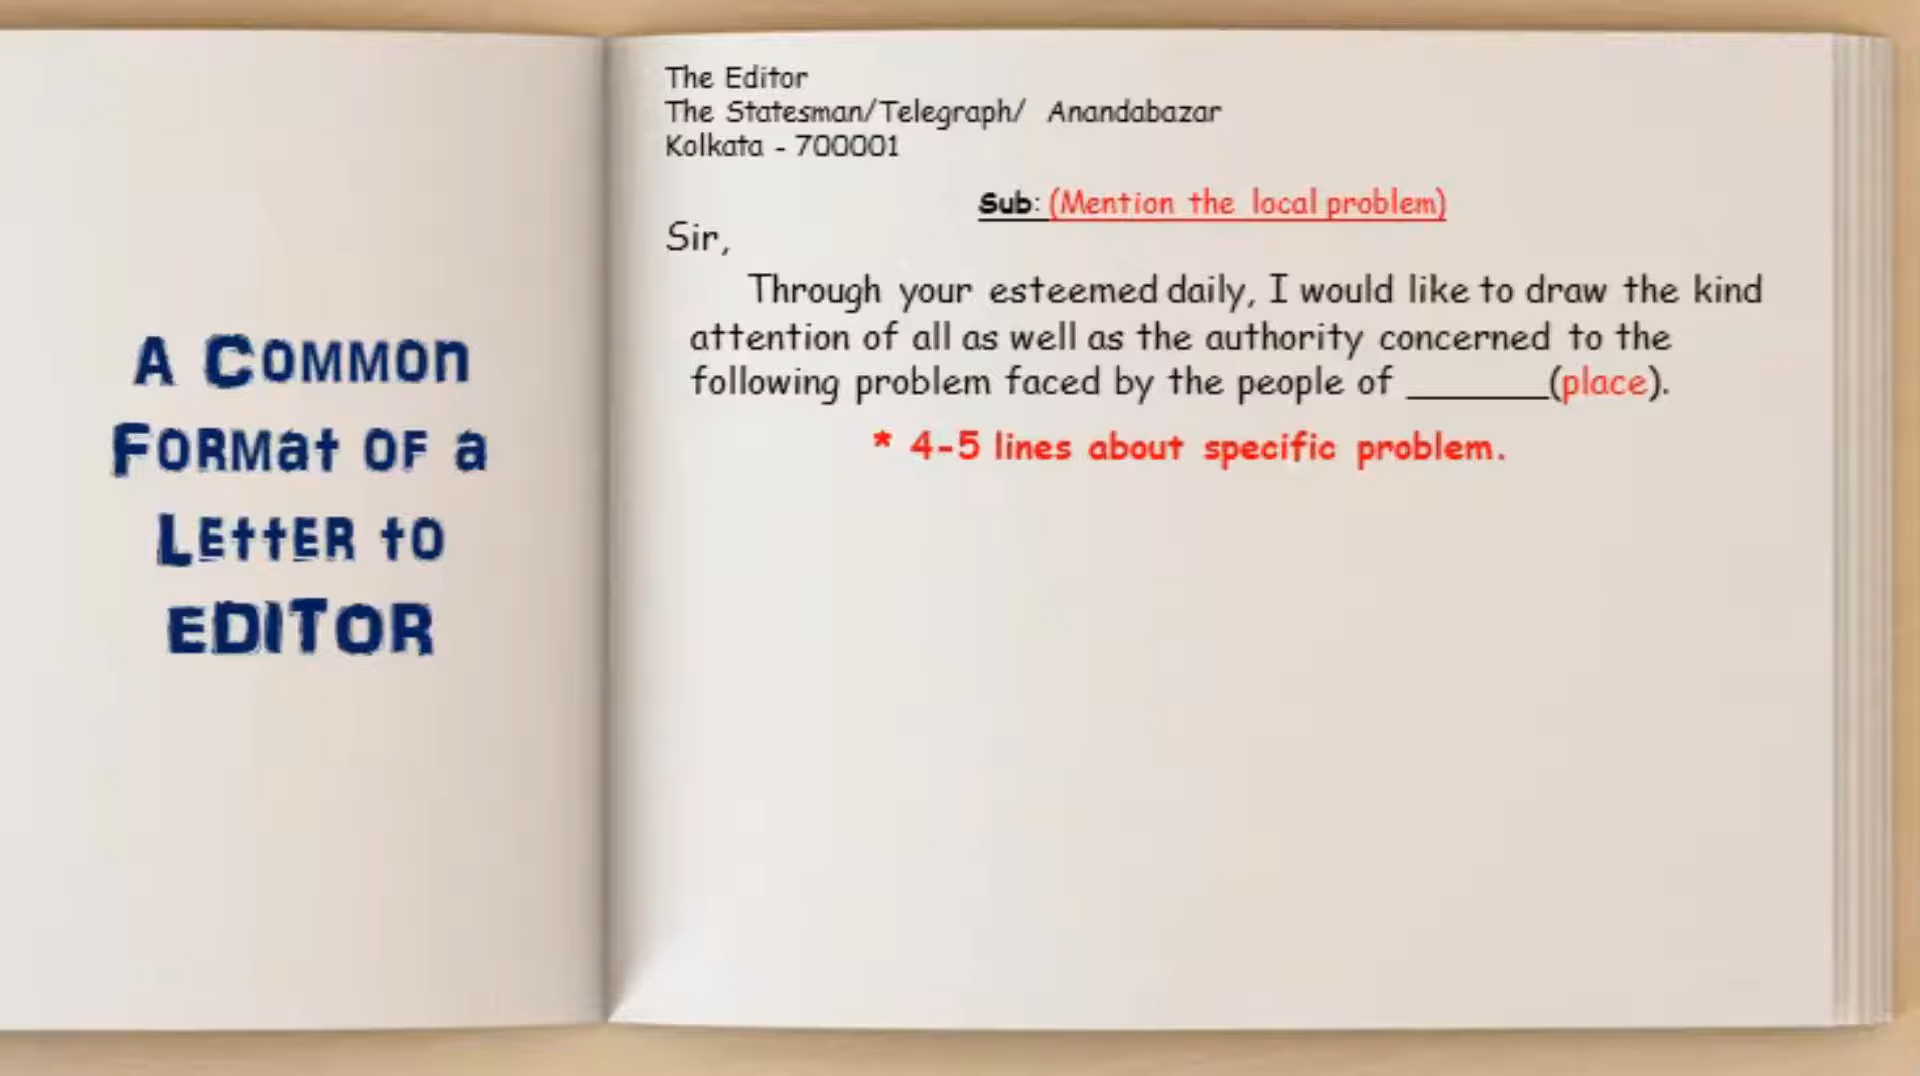 A Common
Format of a
Letter to
EDITOR
The Editor
The Statesman/Telegraph/ Anandabazar
Kolkata - 700001
Sub: (Mention the local problem)
Sir,
Through your esteemed daily, I would like to draw the kind
attention of all as well as the authority concerned to the
following problem faced by the people of _______(place).
* 4-5 lines about specific problem.